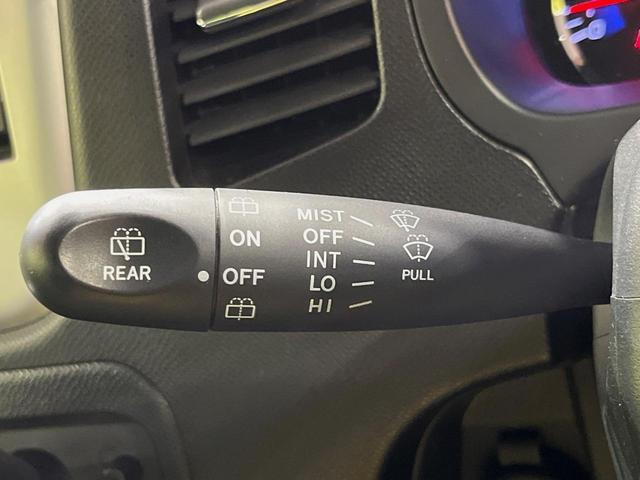 REAR
ON
OFF
MIST
OFF
INT
LO
HI
PULL